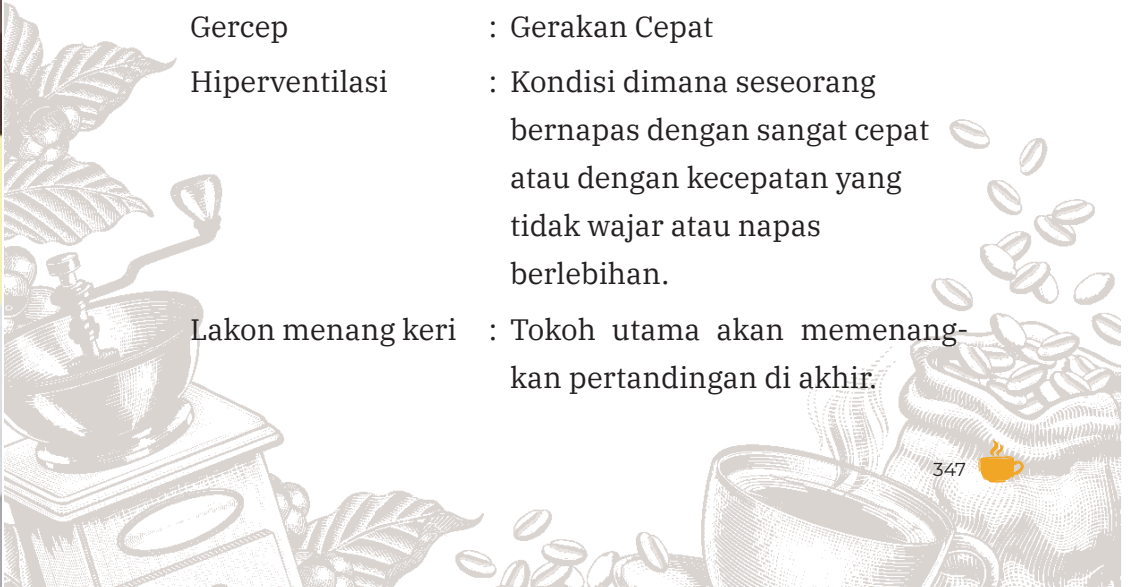 Gercep : Gerakan Cepat
Hiperventilasi : Kondisi dimana seseorang
bernapas dengan sangat cepat
atau dengan kecepatan yang
tidak wajar atau napas
berlebihan.
Lakon menang keri : Tokoh utama akan memenang-
kan pertandingan di akhir.
347